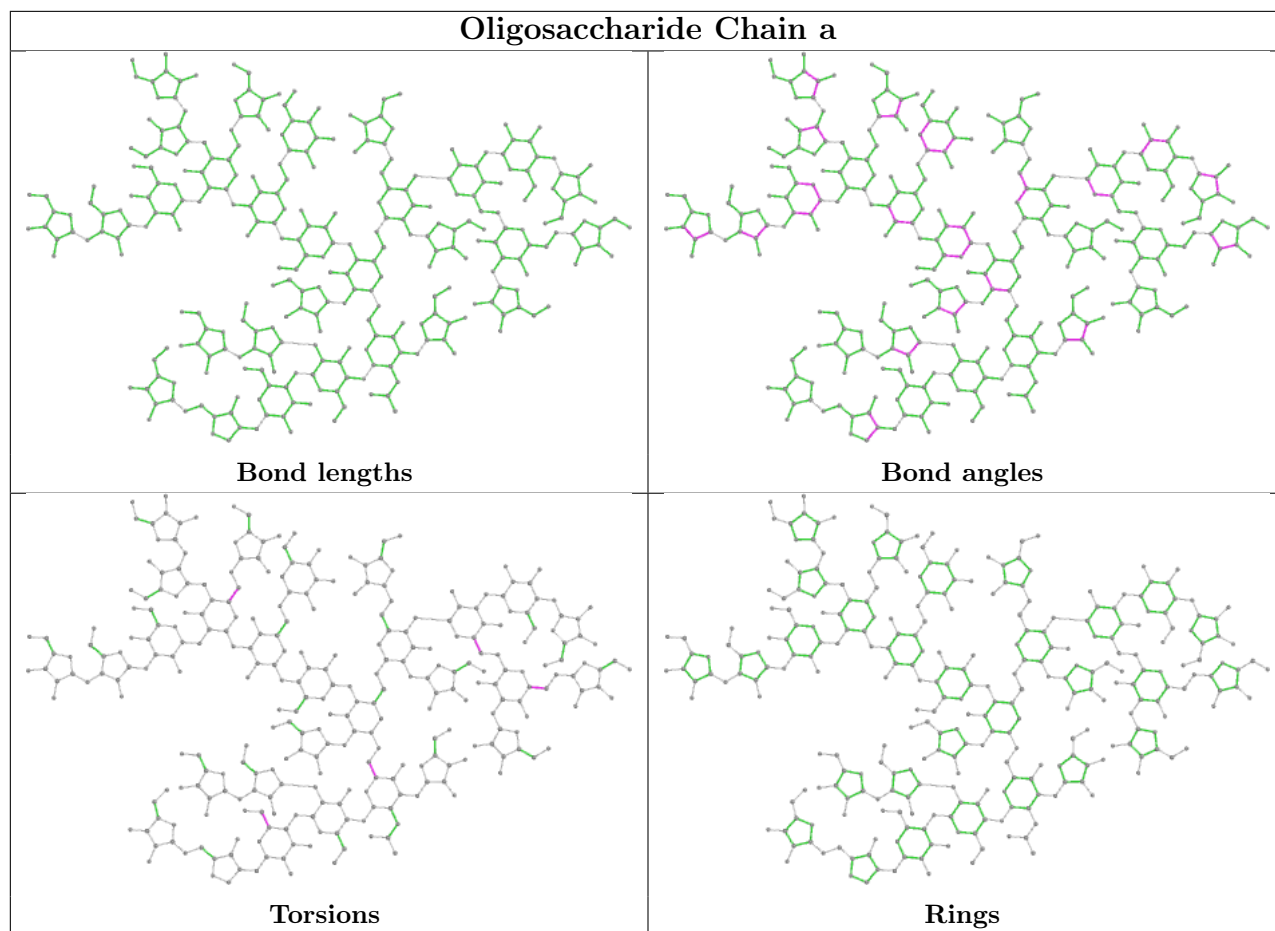 Oligosaccharide Chain a
Bond lengths
Bond angles
Torsions
Rings